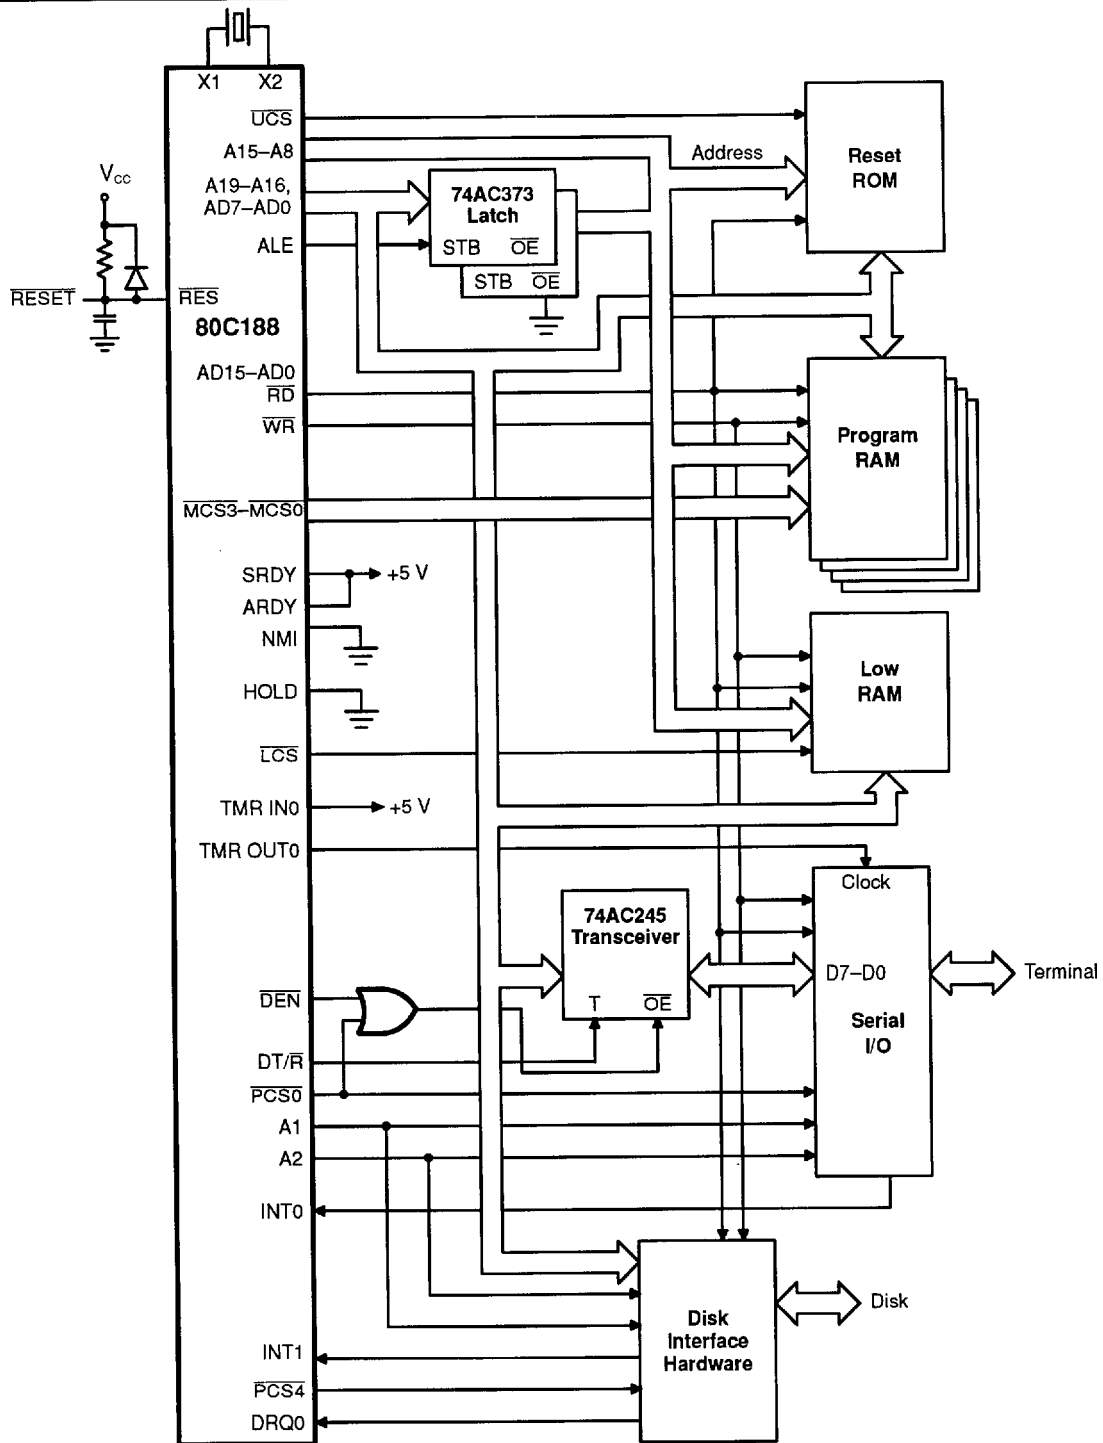 X1 X2
UCS
A15–A8
A19–A16,
AD7–AD0
ALE
VCC
RESET
RES
80C188
AD15–AD0
RD
WR
MCS3–MCS0
SRDY
ARDY
+5 V
NMI
HOLD
LCS
TMR IN0
+5 V
TMR OUT0
DEN
DT/R
PCS0
A1
A2
INT0
INT1
PCS4
DRQ0
74AC373
Latch
STB OE
STB OE
Address
Reset
ROM
Program
RAM
Low
RAM
74AC245
Transceiver
T OE
Clock
D7–D0
Serial
I/O
Terminal
Disk
Interface
Hardware
Disk